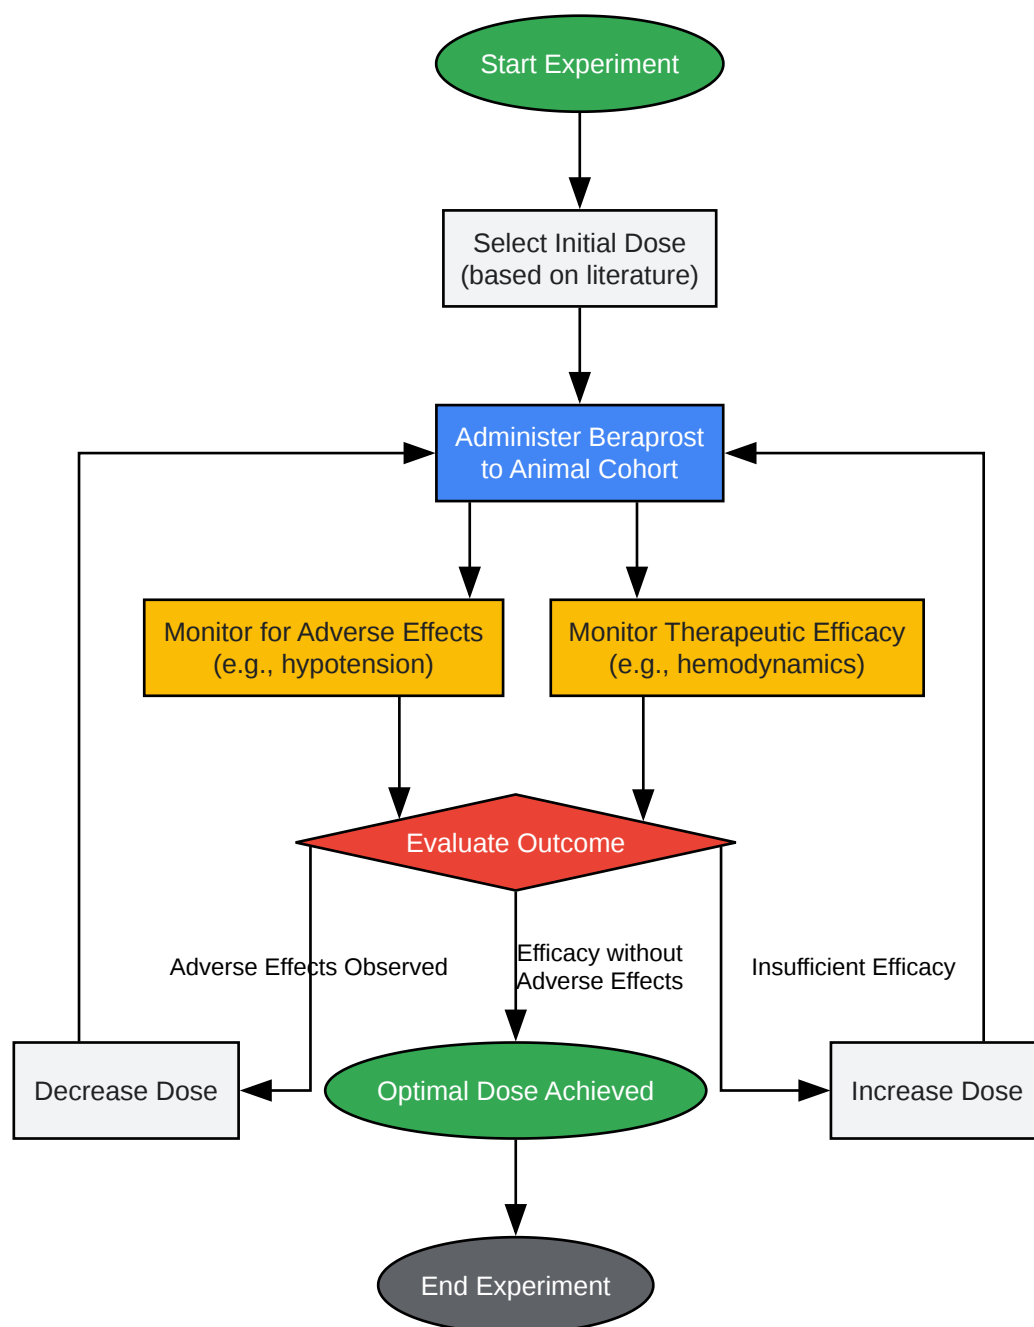 Start Experiment
Select Initial Dose
(based on literature)
Administer Beraprost
to Animal Cohort
Monitor for Adverse Effects
(e.g., hypotension)
Monitor Therapeutic Efficacy
(e.g., hemodynamics)
Evaluate Outcome
Adverse Effects Observed
Efficacy without
Adverse Effects
Insufficient Efficacy
Decrease Dose
Optimal Dose Achieved
Increase Dose
End Experiment